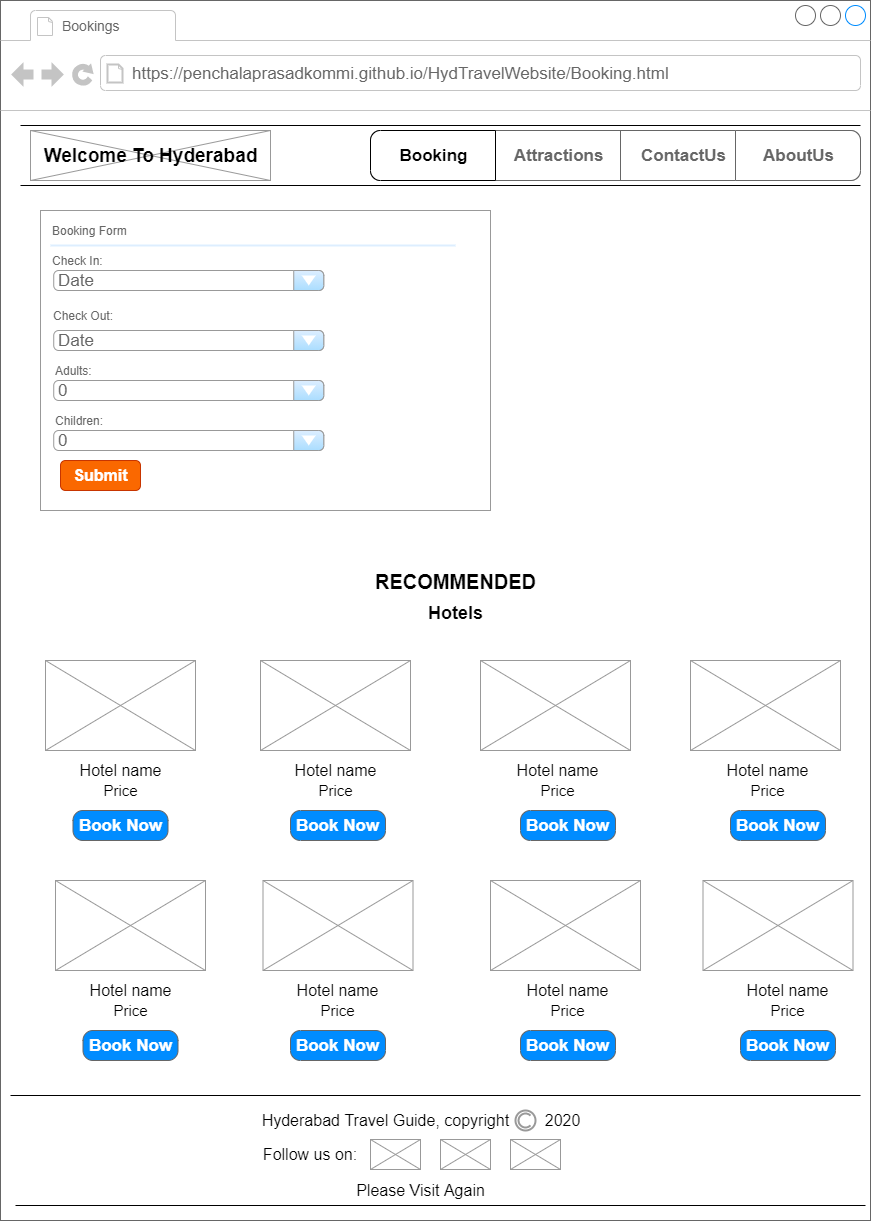 Bookings
https://penchalaprasadkommi.github.io/HydTravelWebsite/Booking.html
Welcome To Hyderabad
Booking Attractions ContactUs AboutUs
Booking Form
Check In:
Date
Check Out:
Date
Adults:
0
Children:
0
Submit
RECOMMENDED
Hotels
Hotel name Hotel name Hotel name Hotel name
Price Price Price Price
Book Now Book Now Book Now Book Now
Hotel name Hotel name Hotel name Hotel name
Price Price Price Price
Book Now Book Now Book Now Book Now
Hyderabad Travel Guide, copyright © 2020
Follow us on:
Please Visit Again